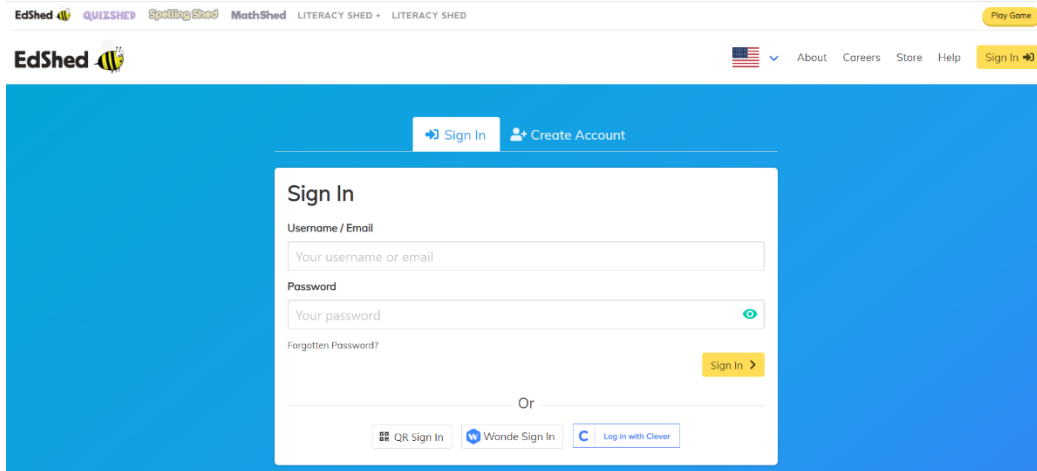 EdShed QUIZSHED Spelling Shed MathShed LITERACY SHED + LITERACY SHED Play Game
EdShed About Careers Store Help Sign In
Sign In Create Account
Sign In
Username / Email
Your username or email
Password
Your password
Forgotten Password?
Sign In
Or
QR Sign In W Wonde Sign In C Log in with Clever